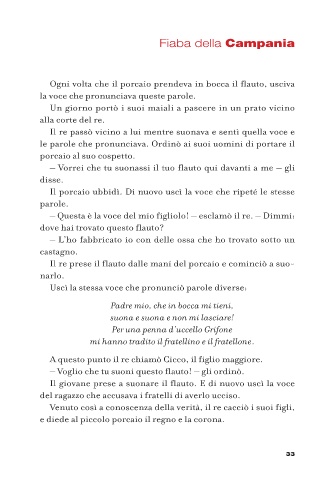 Fiaba della Campania
Ogni volta che il porcaio prendeva in bocca il flauto, usciva
la voce che pronunciava queste parole.
Un giorno portò i suoi maiali a pascere in un prato vicino
alla corte del re.
Il re passò vicino a lui mentre suonava e sentì quella voce e
le parole che pronunciava. Ordinò ai suoi uomini di portare il
porcaio al suo cospetto.
– Vorrei che tu suonassi il tuo flauto qui davanti a me – gli
disse.
Il porcaio ubbidì. Di nuovo uscì la voce che ripeté le stesse
parole.
– Questa è la voce del mio figliolo! – esclamò il re. – Dimmi:
dove hai trovato questo flauto?
– L'ho fabbricato io con delle ossa che ho trovato sotto un
castagno.
Il re prese il flauto dalle mani del porcaio e cominciò a suo-
narlo.
Uscì la stessa voce che pronunciò parole diverse:
Padre mio, che in bocca mi tieni,
suona e suona e non mi lasciare!
Per una penna d'uccello Grifone
mi hanno tradito il fratellino e il fratellone.
A questo punto il re chiamò Cicco, il figlio maggiore.
– Voglio che tu suoni questo flauto! – gli ordinò.
Il giovane prese a suonare il flauto. E di nuovo uscì la voce
del ragazzo che accusava i fratelli di averlo ucciso.
Venuto così a conoscenza della verità, il re cacciò i suoi figli,
e diede al piccolo porcaio il regno e la corona.
33